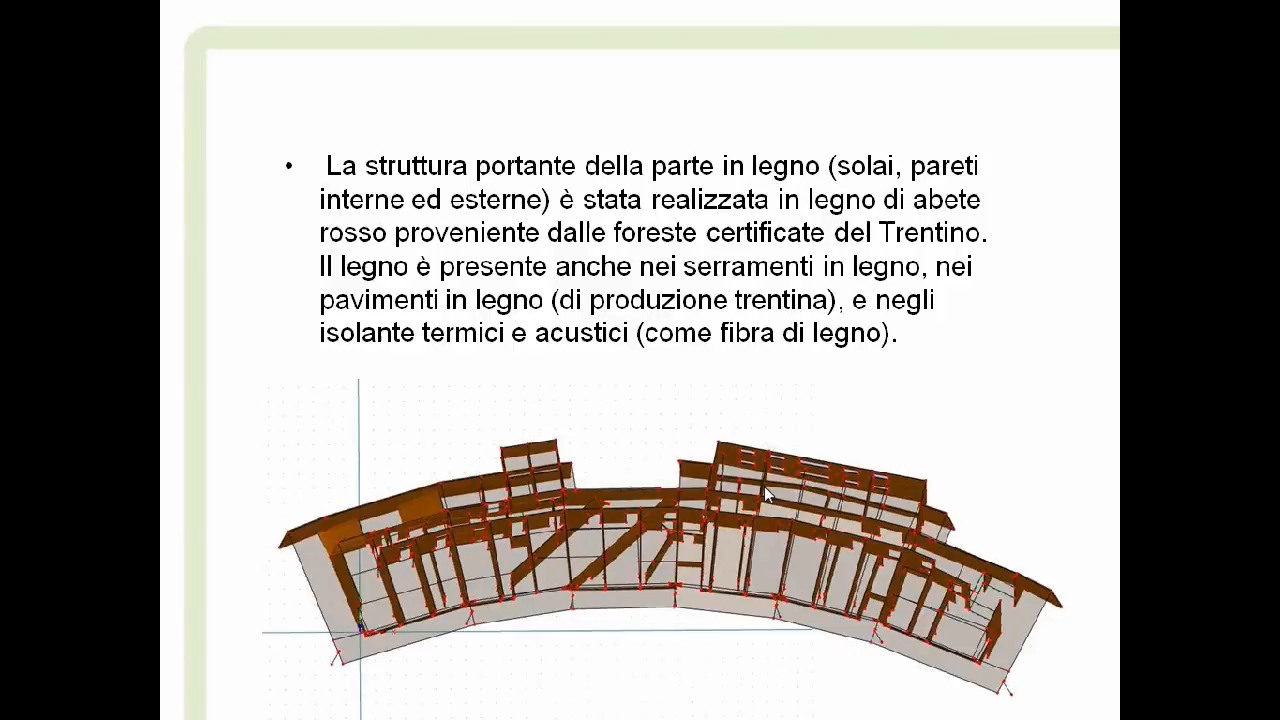 • La struttura portante della parte in legno (solai, pareti
interne ed esterne) è stata realizzata in legno di abete
rosso proveniente dalle foreste certificate del Trentino.
Il legno è presente anche nei serramenti in legno, nei
pavimenti in legno (di produzione trentina), e negli
isolante termici e acustici (come fibra di legno).